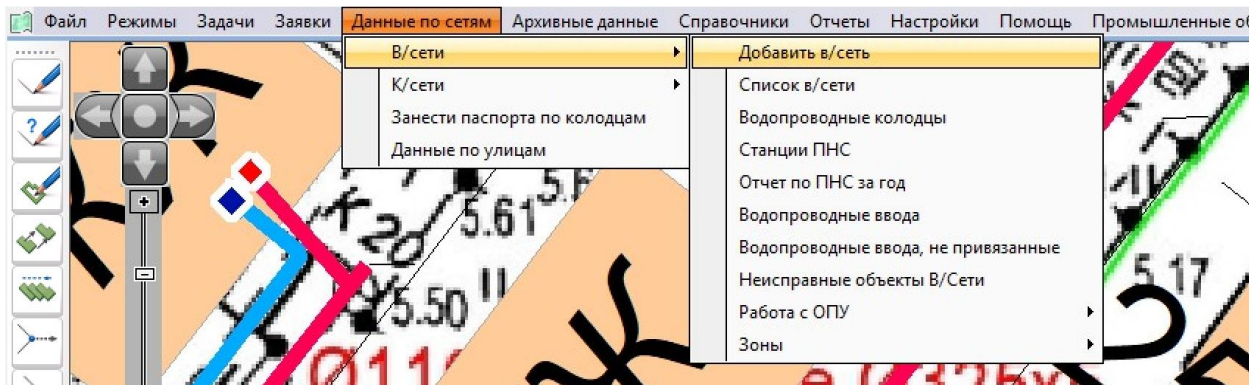 Файл Режимы Задачи Заявки Данные по сетям Архивные данные Справочники Отчеты Настройки Помощь Промышленные
В/сети
К/сети
Занести паспорта по колодцам
Данные по улицам
Добавить в/сеть
Список в/сети
Водопроводные колодцы
Станции ПНС
Отчет по ПНС за год
Водопроводные ввода
Водопроводные ввода, не привязанные
Неисправные объекты В/Сети
Работа с ОПУ
Зоны
к 20
5.61
5.50
5.17
Ж